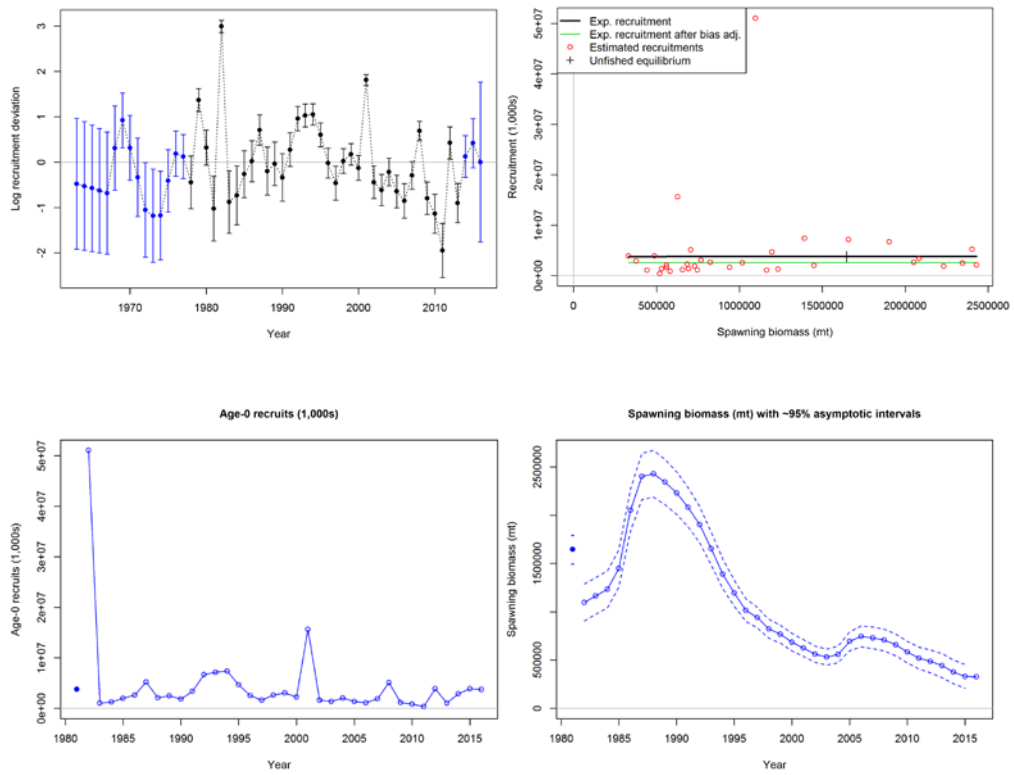 3
2
1
0
-1
-2
Log recruitment deviation
1970
1980
1990
2000
2010
Year
Exp. recruitment
Exp. recruitment after bias adj.
Estimated recruitments
Unfished equilibrium
5e+07
4e+07
3e+07
2e+07
1e+07
0e+00
Recruitment (1,000s)
0
500000
1000000
1500000
2000000
2500000
Spawning biomass (mt)
Age-0 recruits (1,000s)
5e+07
4e+07
3e+07
2e+07
1e+07
0e+00
Age-0 recruits (1,000s)
1980
1985
1990
1995
2000
2005
2010
2015
Year
Spawning biomass (mt) with ~95% asymptotic intervals
2500000
1500000
500000
0
Spawning biomass (mt)
1980
1985
1990
1995
2000
2005
2010
2015
Year